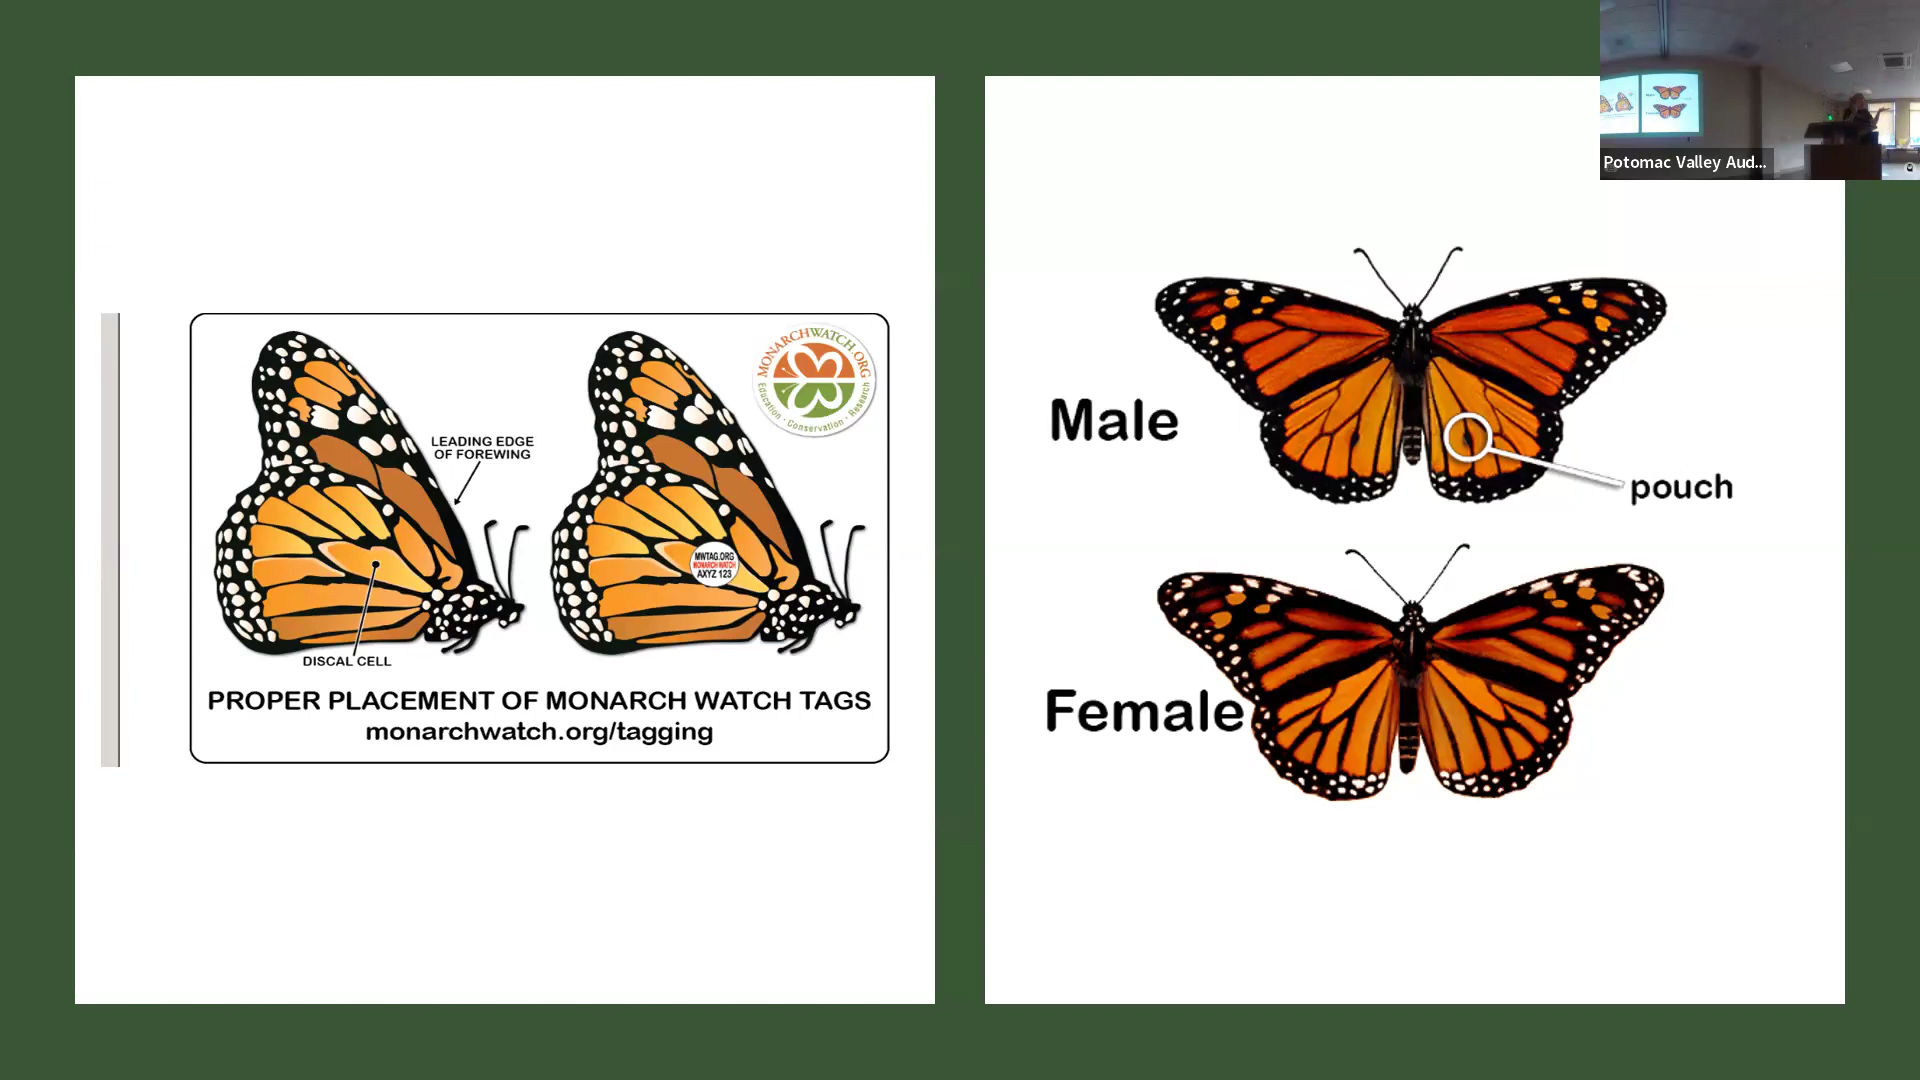 LEADING EDGE
OF FOREWING
DISCAL CELL
MONARCHWATCH.ORG
Education · Conservation · Research
MWTAG.ORG
MONARCH WATCH
AXYZ 123
PROPER PLACEMENT OF MONARCH WATCH TAGS
monarchwatch.org/tagging
Male
pouch
Female
Potomac Valley Aud...